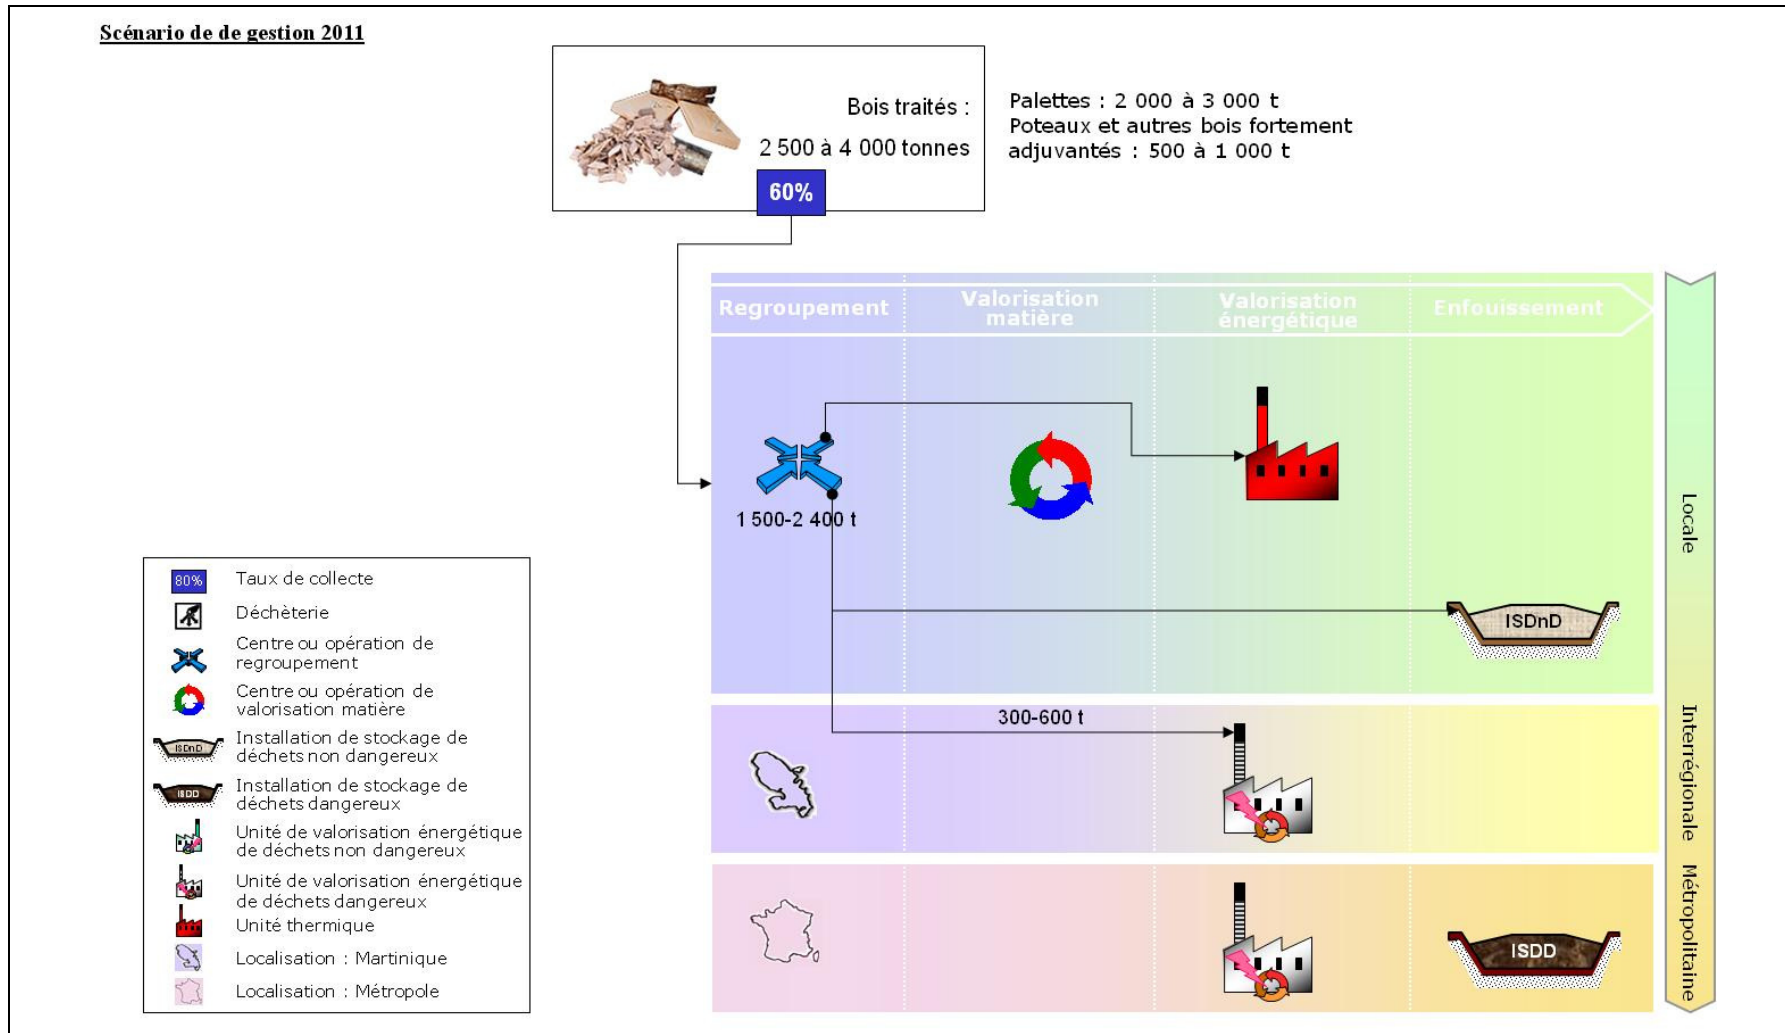 Scénario de de gestion 2011
Bois traités :
2 500 à 4 000 tonnes
60%
Palettes : 2 000 à 3 000 t
Poteaux et autres bois fortement
adjuvantés : 500 à 1 000 t
Regroupement
Valorisation
matière
Valorisation
énergétique
Enfouissement
1 500-2 400 t
ISDnD
Locale
300-600 t
Interrégionale
ISDD
Métropolitaine
80%
Taux de collecte
Déchèterie
Centre ou opération de
regroupement
Centre ou opération de
valorisation matière
ISDnD
Installation de stockage de
déchets non dangereux
ISDD
Installation de stockage de
déchets dangereux
Unité de valorisation énergétique
de déchets non dangereux
Unité de valorisation énergétique
de déchets dangereux
Unité thermique
Localisation : Martinique
Localisation : Métropole